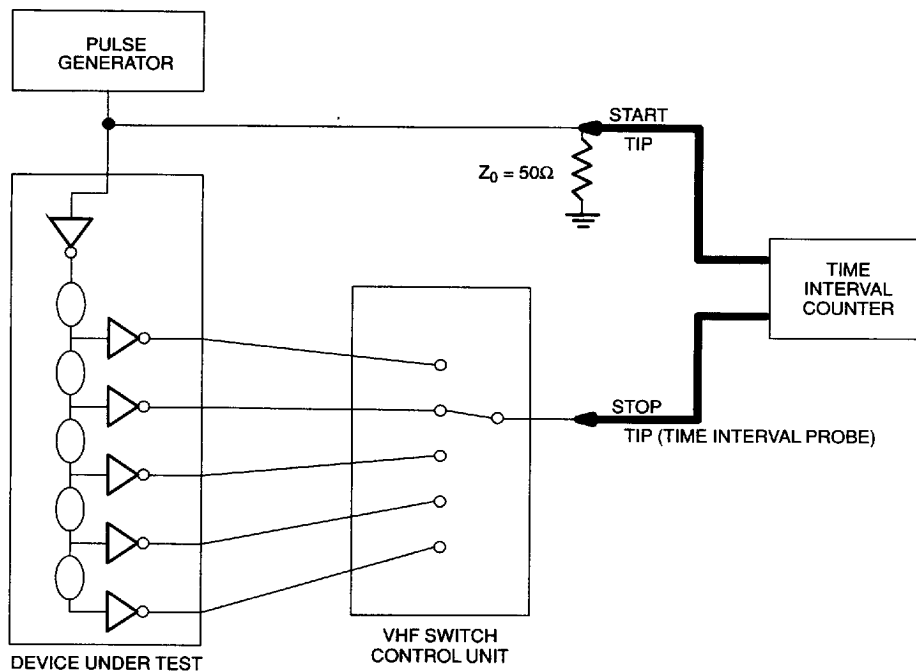 PULSE
GENERATOR
START
TIP
Z₀ = 50Ω
TIME
INTERVAL
COUNTER
STOP
TIP (TIME INTERVAL PROBE)
DEVICE UNDER TEST
VHF SWITCH
CONTROL UNIT